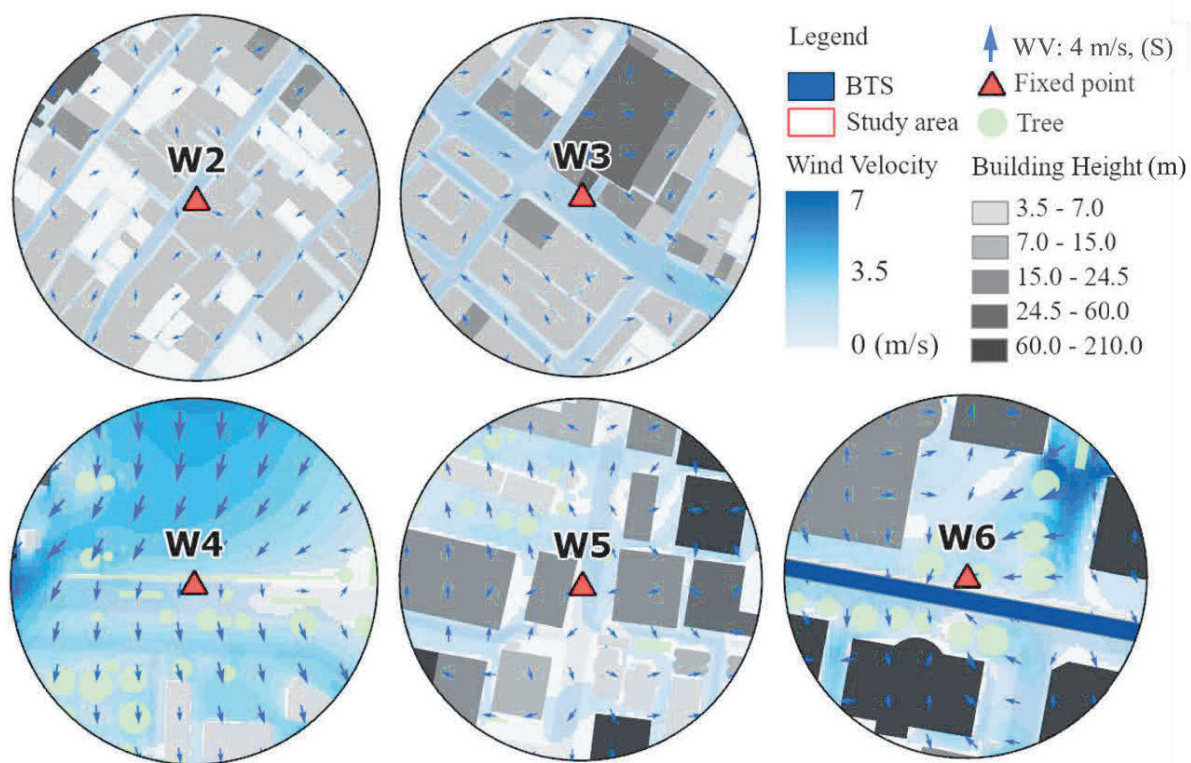 W2
W3
Legend
BTS
Study area
WV: 4 m/s, (S)
Fixed point
Tree
Wind Velocity
7
3.5
0 (m/s)
Building Height (m)
3.5 - 7.0
7.0 - 15.0
15.0 - 24.5
24.5 - 60.0
60.0 - 210.0
W4
W5
W6